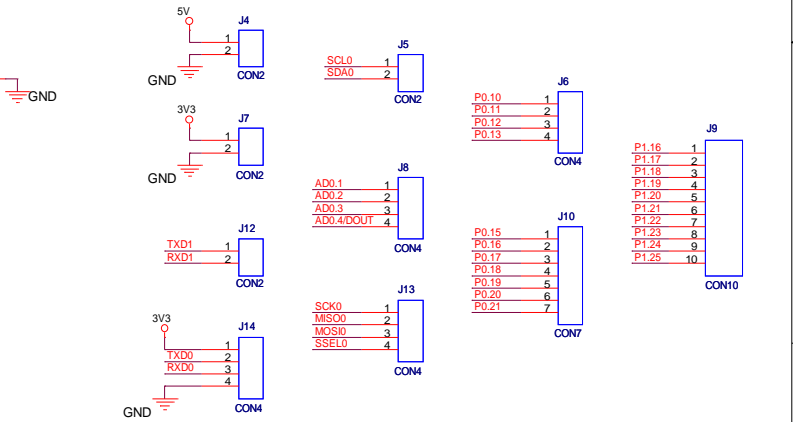 5V
J4
1
2
GND
CON2
GND
3V3
J7
1
2
GND
CON2
J12
TXD1 1
RXD1 2
CON2
3V3
J14
1
TXD0 2
RXD0 3
4
GND
CON4
J5
SCL0 1
SDA0 2
CON2
J8
AD0.1 1
AD0.2 2
AD0.3 3
AD0.4/DOUT 4
CON4
J13
SCK0 1
MISO0 2
MOSI0 3
SSEL0 4
CON4
J6
P0.10 1
P0.11 2
P0.12 3
P0.13 4
CON4
J10
P0.15 1
P0.16 2
P0.17 3
P0.18 4
P0.19 5
P0.20 6
P0.21 7
CON7
J9
P1.16 1
P1.17 2
P1.18 3
P1.19 4
P1.20 5
P1.21 6
P1.22 7
P1.23 8
P1.24 9
P1.25 10
CON10